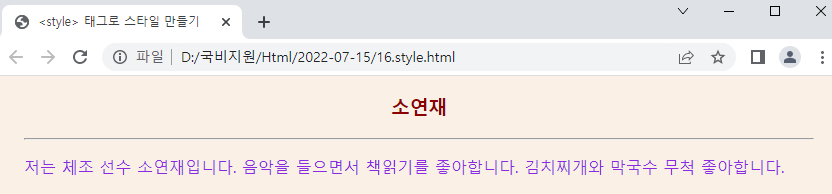 <style> 태그로 스타일 만들기
파일 D:/국비지원/Html/2022-07-15/16.style.html
소연재
저는 체조 선수 소연재입니다. 음악을 들으면서 책읽기를 좋아합니다. 김치찌개와 막국수 무척 좋아합니다.